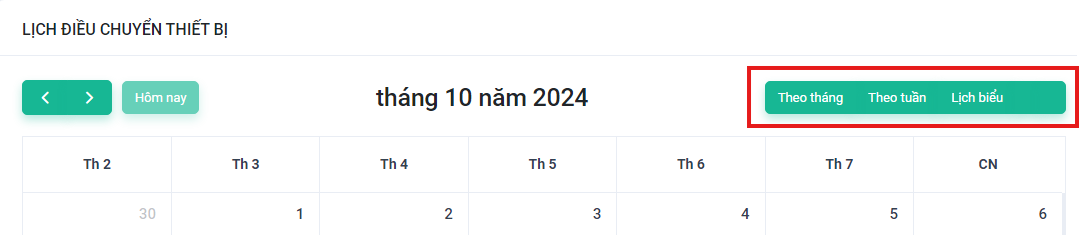 LỊCH ĐIỀU CHUYỂN THIẾT BỊ
Hôm nay tháng 10 năm 2024 Theo tháng Theo tuần Lịch biểu
Th 2 Th 3 Th 4 Th 5 Th 6 Th 7 CN
30 1 2 3 4 5 6